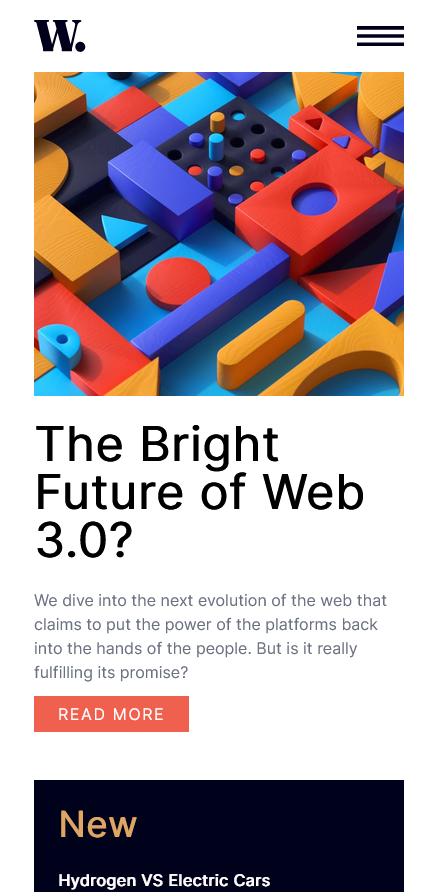 W.
The Bright
Future of Web
3.0?
We dive into the next evolution of the web that
claims to put the power of the platforms back
into the hands of the people. But is it really
fulfilling its promise?
READ MORE
New
Hydrogen VS Electric Cars